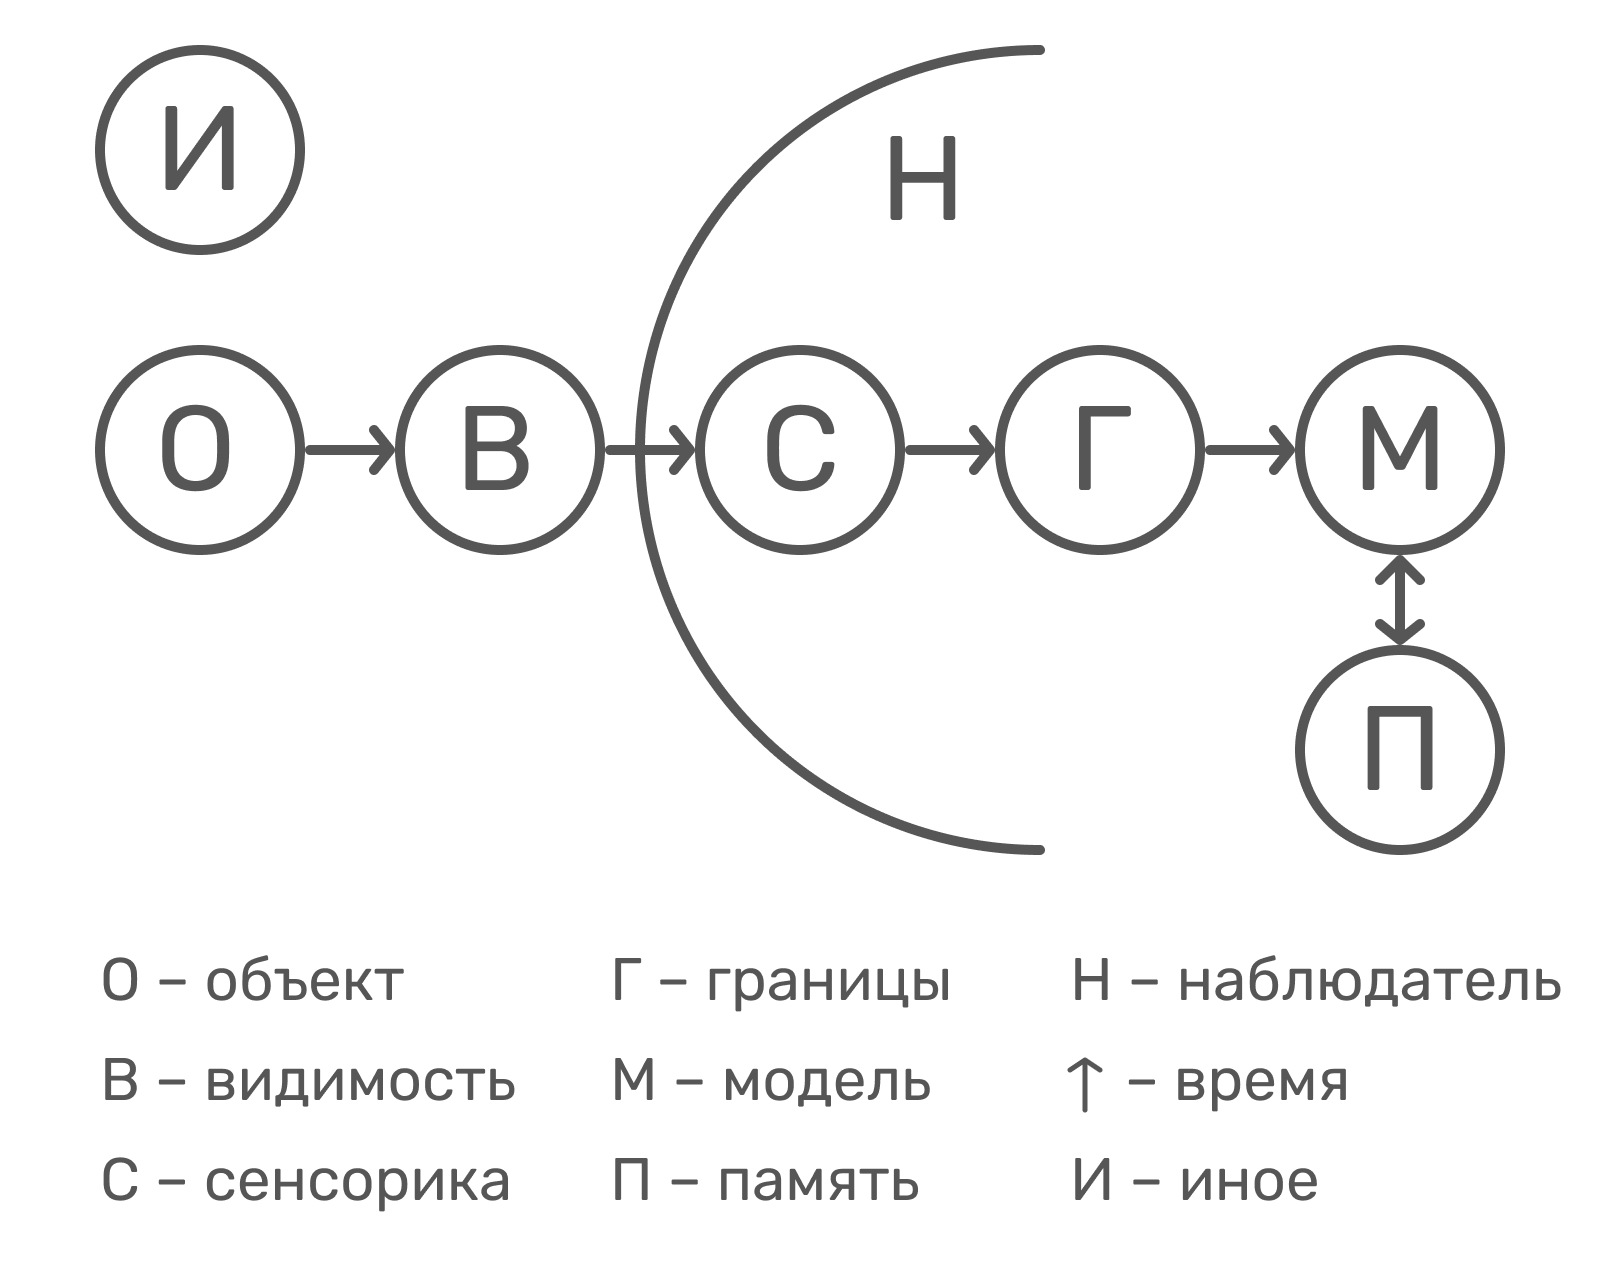 И
Н
О
В
С
Г
М
П
О – объект
Г – границы
Н – наблюдатель
В – видимость
М – модель
↑ – время
С – сенсорика
П – память
И – иное